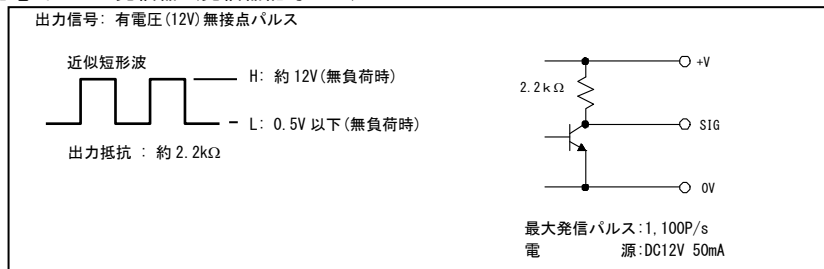 出力信号: 有電圧(12V)無接点パルス
近似短形波
H: 約12V(無負荷時)
L: 0.5V以下(無負荷時)
出力抵抗 : 約2.2kΩ
+V
2.2kΩ
SIG
0V
最大発信パルス:1,100P/s
電 源:DC12V 50mA